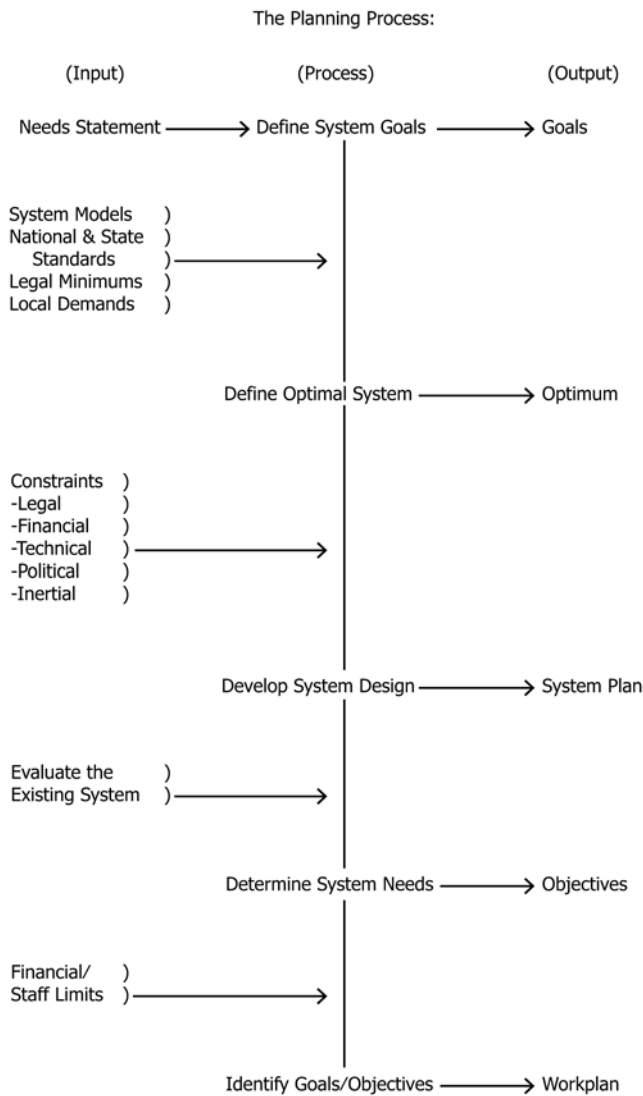 The Planning Process:
(Input) (Process) (Output)
Needs Statement Define System Goals Goals
System Models )
National & State )
Standards )
Legal Minimums )
Local Demands )
Define Optimal System Optimum
Constraints )
-Legal )
-Financial )
-Technical )
-Political )
-Inertial )
Develop System Design System Plan
Evaluate the )
Existing System )
Determine System Needs Objectives
Financial/ )
Staff Limits )
Identify Goals/Objectives Workplan